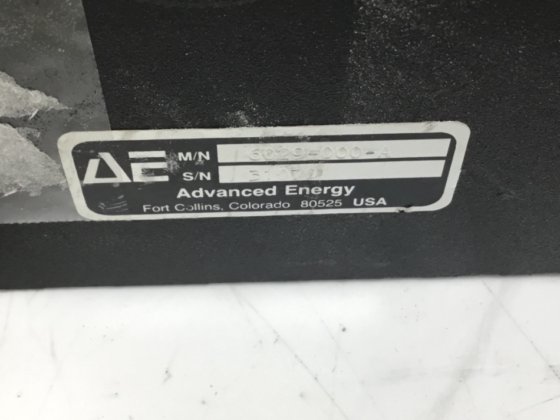 AE M/N
S/N
Advanced Energy
Fort Collins, Colorado 80525 USA